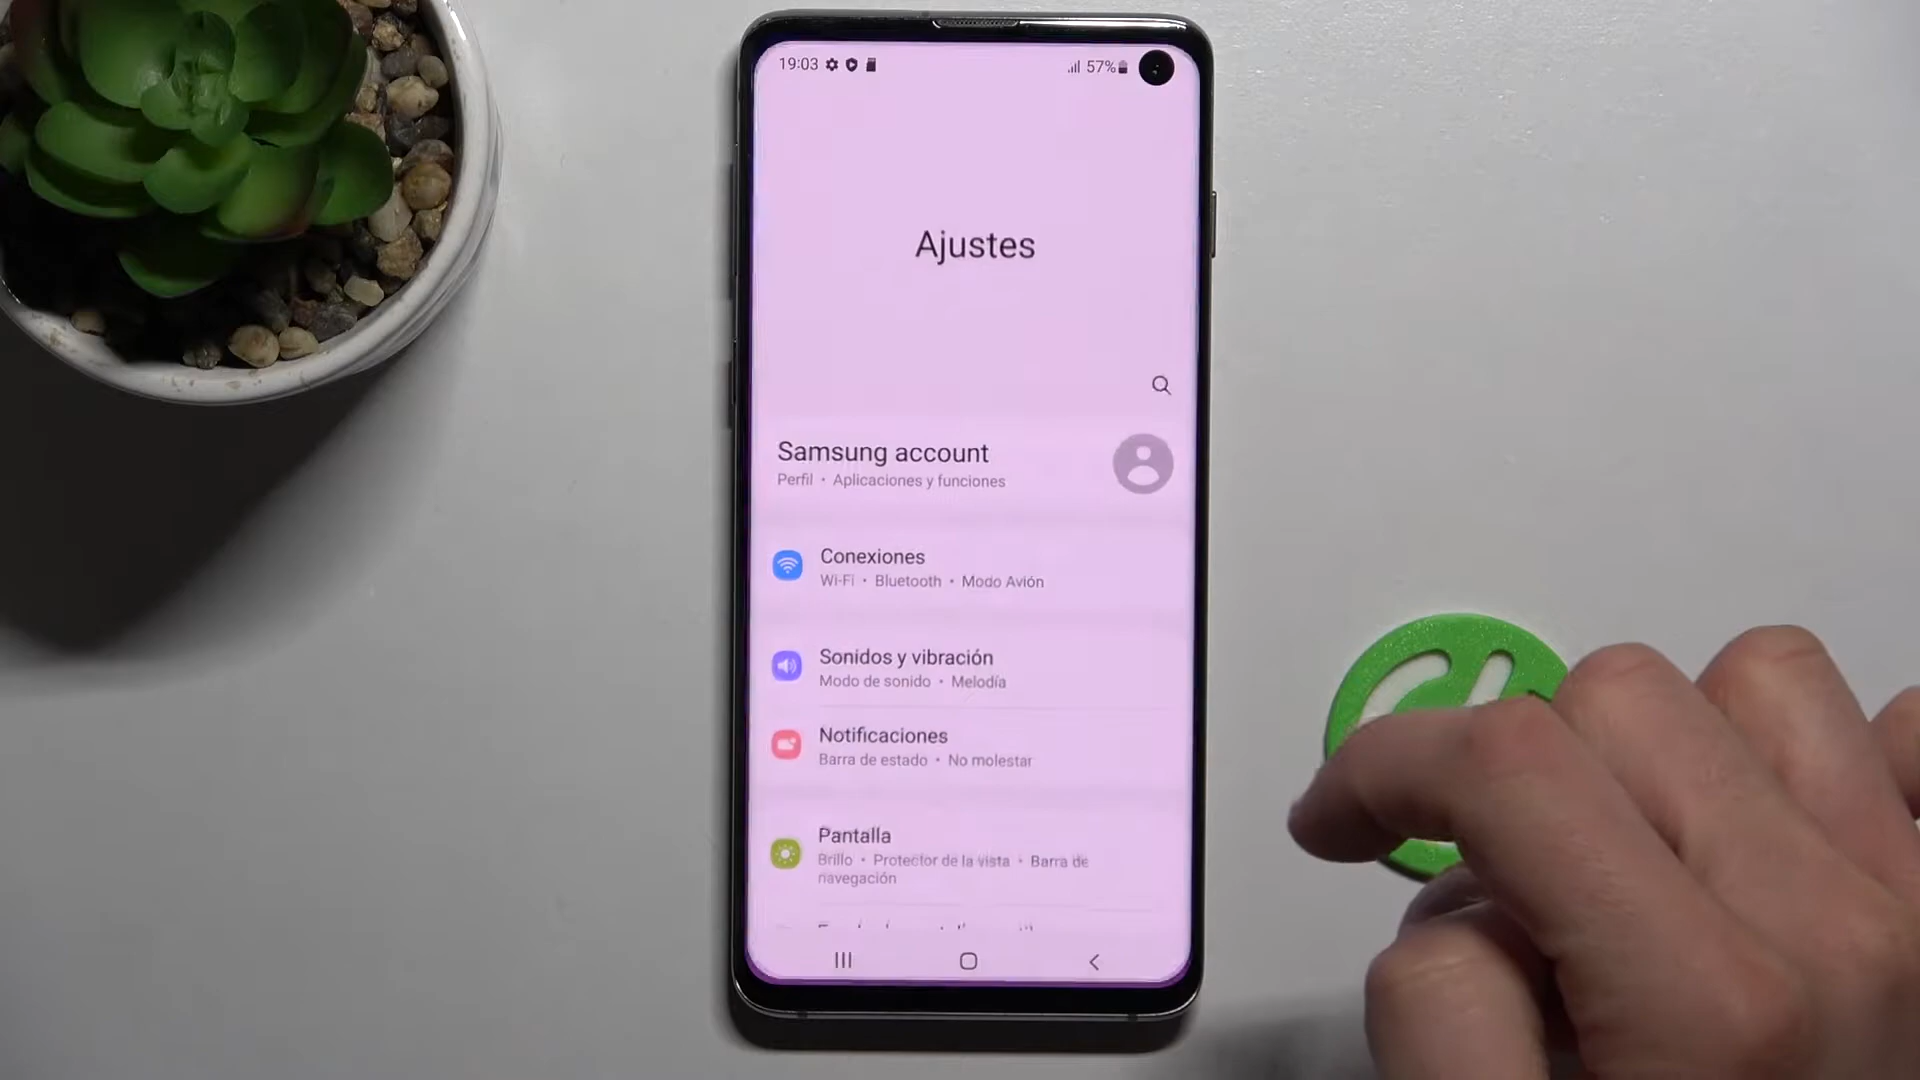 19:03
57%
Ajustes
Samsung account
Perfil • Aplicaciones y funciones
Conexiones
Wi-Fi • Bluetooth • Modo Avión
Sonidos y vibración
Modo de sonido • Melodía
Notificaciones
Barra de estado • No molestar
Pantalla
Brillo • Protector de la vista • Barra de
navegación